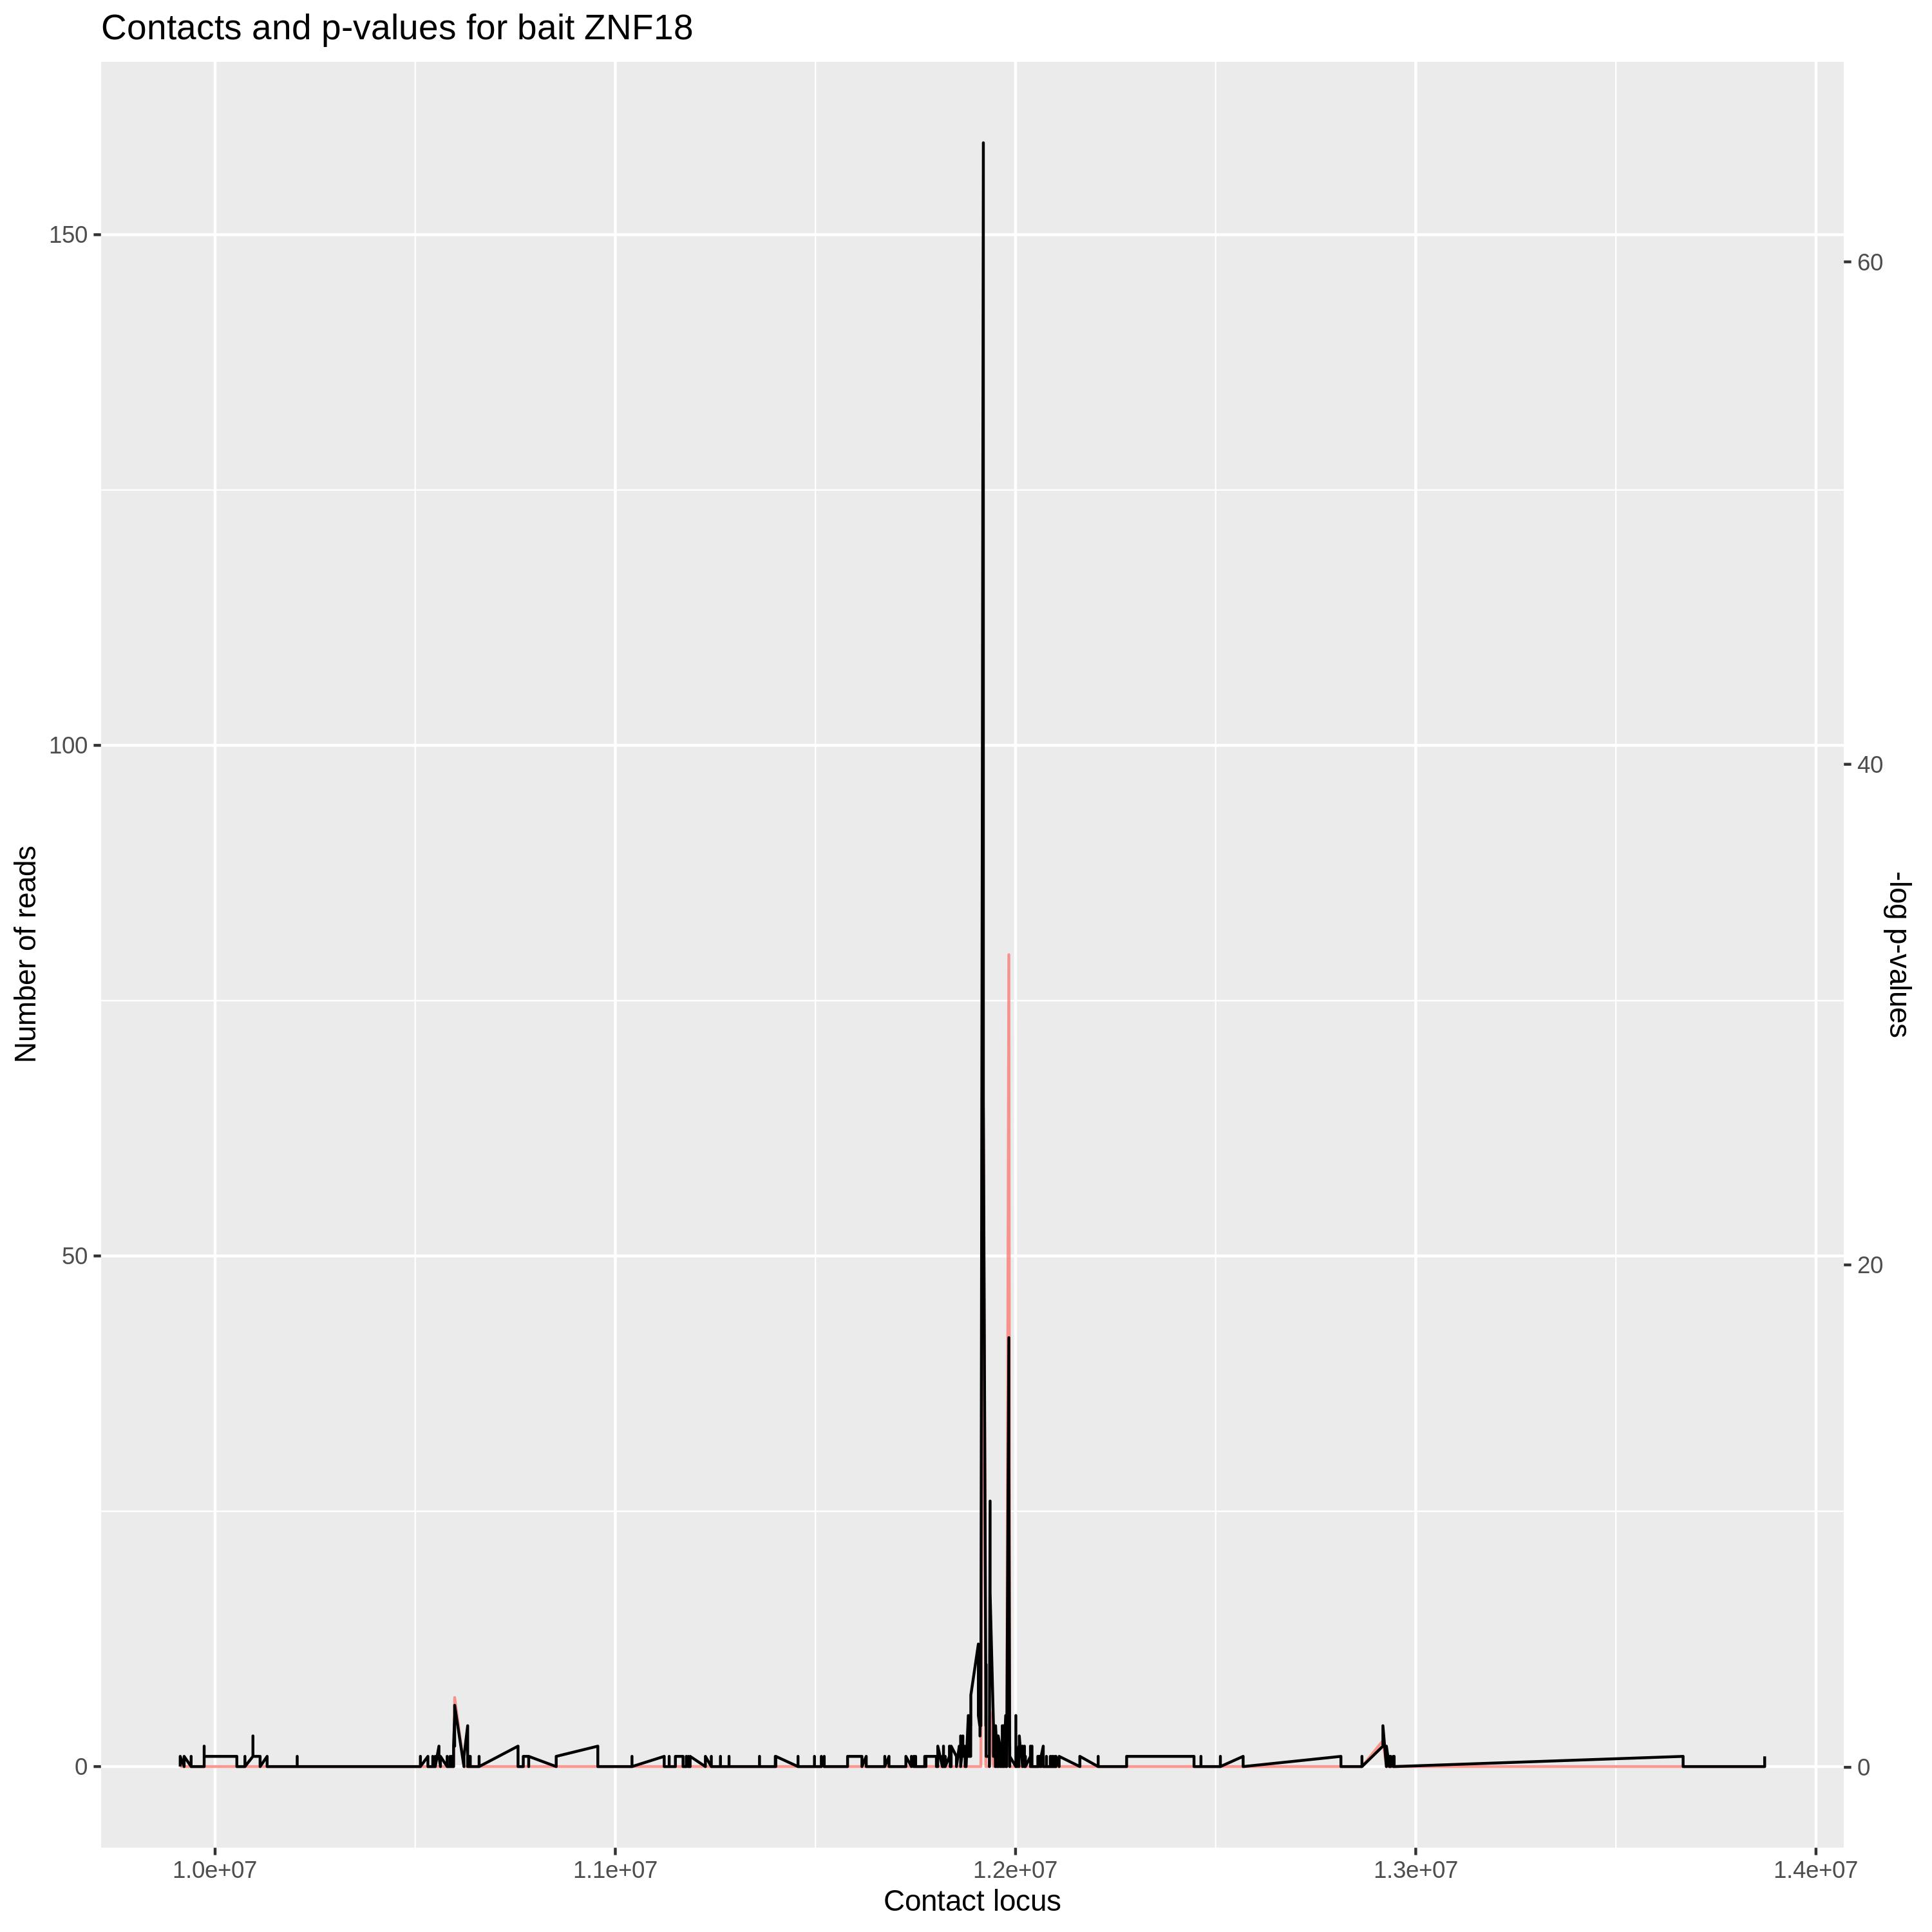 Contacts and p-values for bait ZNF18
150
100
50
0
Number of reads
60
40
20
0
-log p-values
1.0e+07
1.1e+07
1.2e+07
1.3e+07
1.4e+07
Contact locus